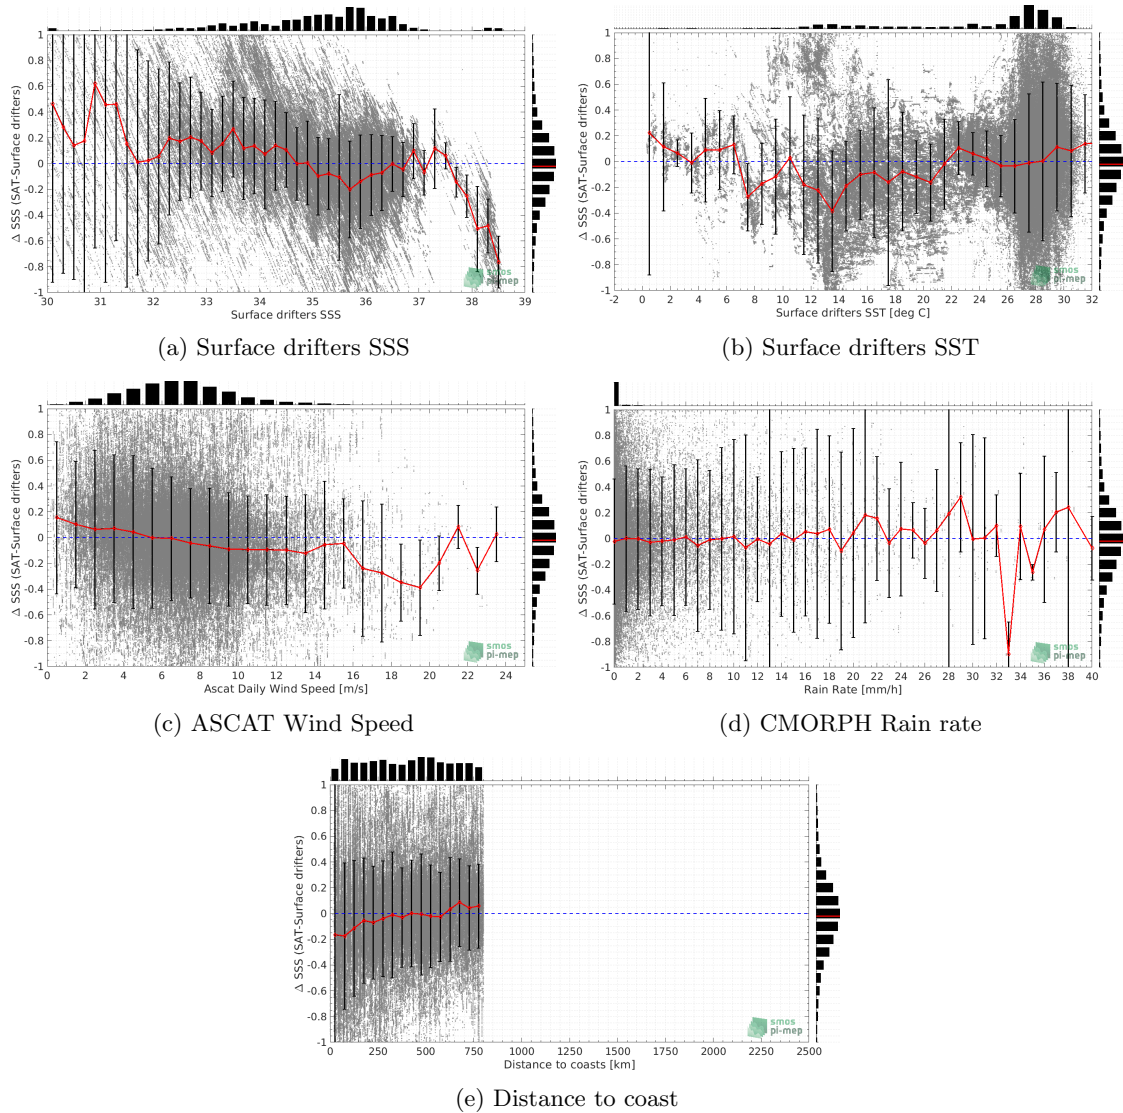 1
0.8
0.6
0.4
0.2
0
-0.2
-0.4
-0.6
-0.8
-1
Δ SSS (SAT-Surface drifters)
30 31 32 33 34 35 36 37 38 39
Surface drifters SSS
smos
pi-mep
(a) Surface drifters SSS
1
0.8
0.6
0.4
0.2
0
-0.2
-0.4
-0.6
-0.8
-1
Δ SSS (SAT-Surface drifters)
-2 0 2 4 6 8 10 12 14 16 18 20 22 24 26 28 30 32
Surface drifters SST [deg C]
smos
pi-mep
(b) Surface drifters SST
1
0.8
0.6
0.4
0.2
0
-0.2
-0.4
-0.6
-0.8
-1
Δ SSS (SAT-Surface drifters)
0 2 4 6 8 10 12 14 16 18 20 22 24
Ascat Daily Wind Speed [m/s]
smos
pi-mep
(c) ASCAT Wind Speed
1
0.8
0.6
0.4
0.2
0
-0.2
-0.4
-0.6
-0.8
-1
Δ SSS (SAT-Surface drifters)
0 2 4 6 8 10 12 14 16 18 20 22 24 26 28 30 32 34 36 38 40
Rain Rate [mm/h]
smos
pi-mep
(d) CMORPH Rain rate
1
0.8
0.6
0.4
0.2
0
-0.2
-0.4
-0.6
-0.8
-1
Δ SSS (SAT-Surface drifters)
0 250 500 750 1000 1250 1500 1750 2000 2250 2500
Distance to coasts [km]
smos
pi-mep
(e) Distance to coast